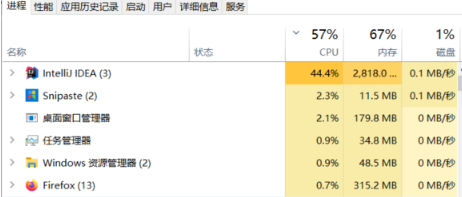 进程 性能 应用历史记录 启动 用户 详细信息 服务
57% 67% 1%
名称 状态 CPU 内存 磁盘
IntelliJ IDEA (3) 44.4% 2,818.0 ... 0.1 MB/秒
Snipaste (2) 2.3% 11.5 MB 0.1 MB/秒
桌面窗口管理器 2.1% 179.8 MB 0 MB/秒
任务管理器 0.9% 34.8 MB 0 MB/秒
Windows 资源管理器 (2) 0.9% 48.5 MB 0 MB/秒
Firefox (13) 0.7% 315.2 MB 0 MB/秒